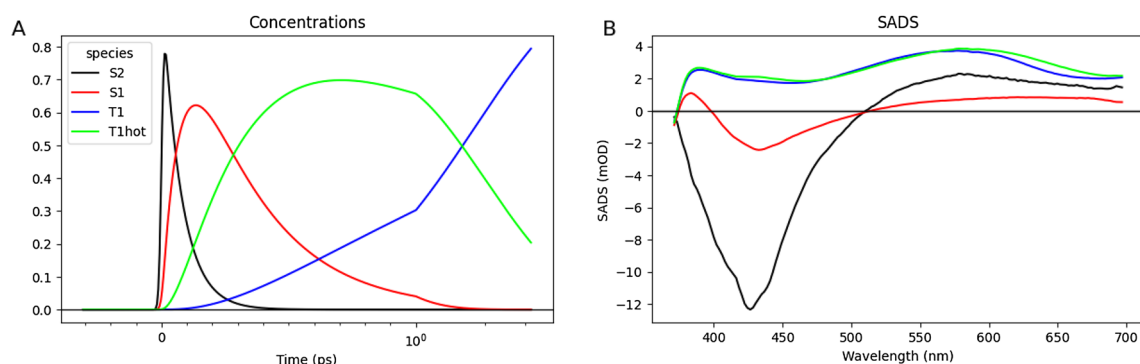 A
Concentrations
0.8
0.7
0.6
0.5
0.4
0.3
0.2
0.1
0.0
species
S2
S1
T1
T1hot
0
10⁰
Time (ps)
B
SADS
4
2
0
−2
−4
−6
−8
−10
−12
SADS (mOD)
400
450
500
550
600
650
700
Wavelength (nm)